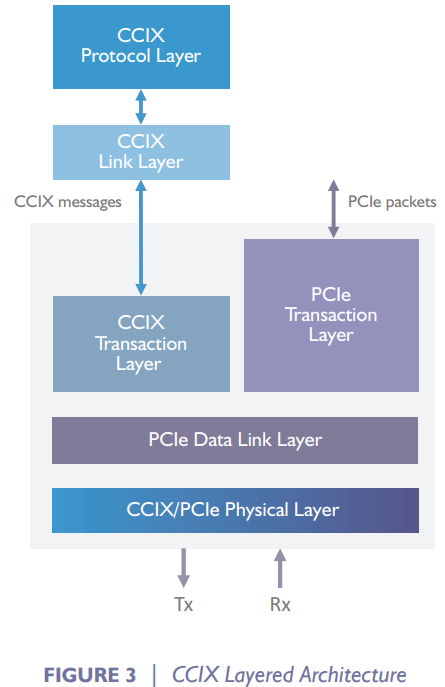 CCIX
Protocol Layer
CCIX
Link Layer
CCIX messages
PCIe packets
CCIX
Transaction
Layer
PCIe
Transaction
Layer
PCIe Data Link Layer
CCIX/PCIe Physical Layer
Tx
Rx
FIGURE 3 | CCIX Layered Architecture